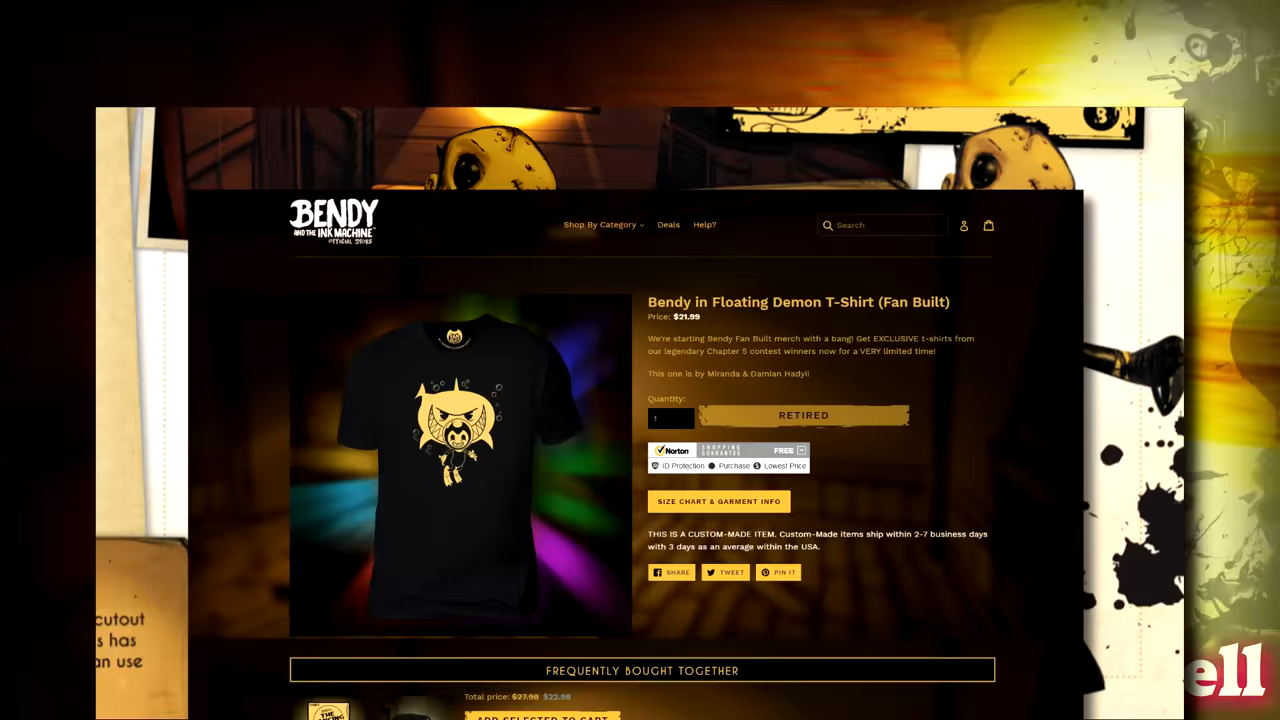 BENDY
AND THE INK MACHINE
OFFICIAL STORE
Shop By Category
Deals
Help?
Search
Bendy in Floating Demon T-Shirt (Fan Built)
Price: $21.99
We're starting Bendy Fan Built merch with a bang! Get EXCLUSIVE t-shirts from
our legendary Chapter 5 contest winners now for a VERY limited time!
This one is by Miranda & Damian Hadyi!
Quantity:
1
RETIRED
Norton
SHOPPING
GUARANTEE
FREE
ID Protection
Purchase
Lowest Price
SIZE CHART & GARMENT INFO
THIS IS A CUSTOM-MADE ITEM. Custom-Made items ship within 2-7 business days
with 3 days as an average within the USA.
SHARE
TWEET
PIN IT
cutout
s has
an use
ell
FREQUENTLY BOUGHT TOGETHER
Total price: $27.98 $22.98
ADD SELECTED TO CART